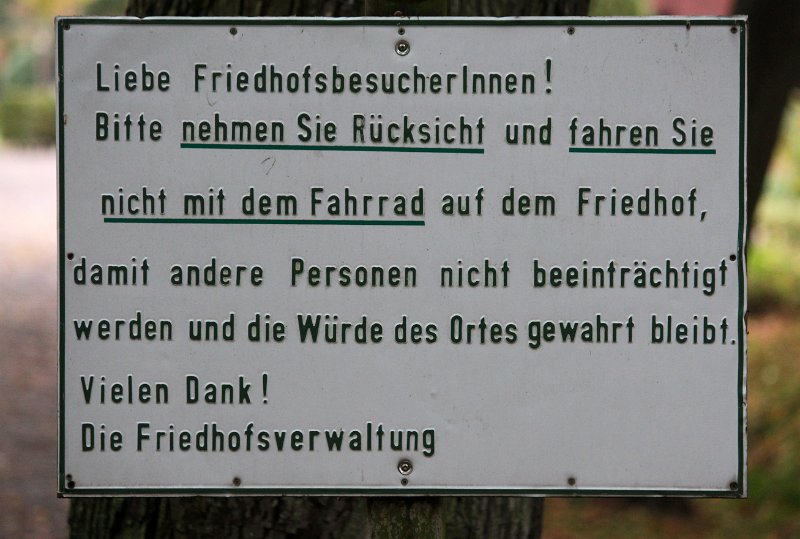 Liebe FriedhofsbesucherInnen!
Bitte nehmen Sie Rücksicht und fahren Sie
nicht mit dem Fahrrad auf dem Friedhof,
damit andere Personen nicht beeinträchtigt
werden und die Würde des Ortes gewahrt bleibt.
Vielen Dank!
Die Friedhofsverwaltung